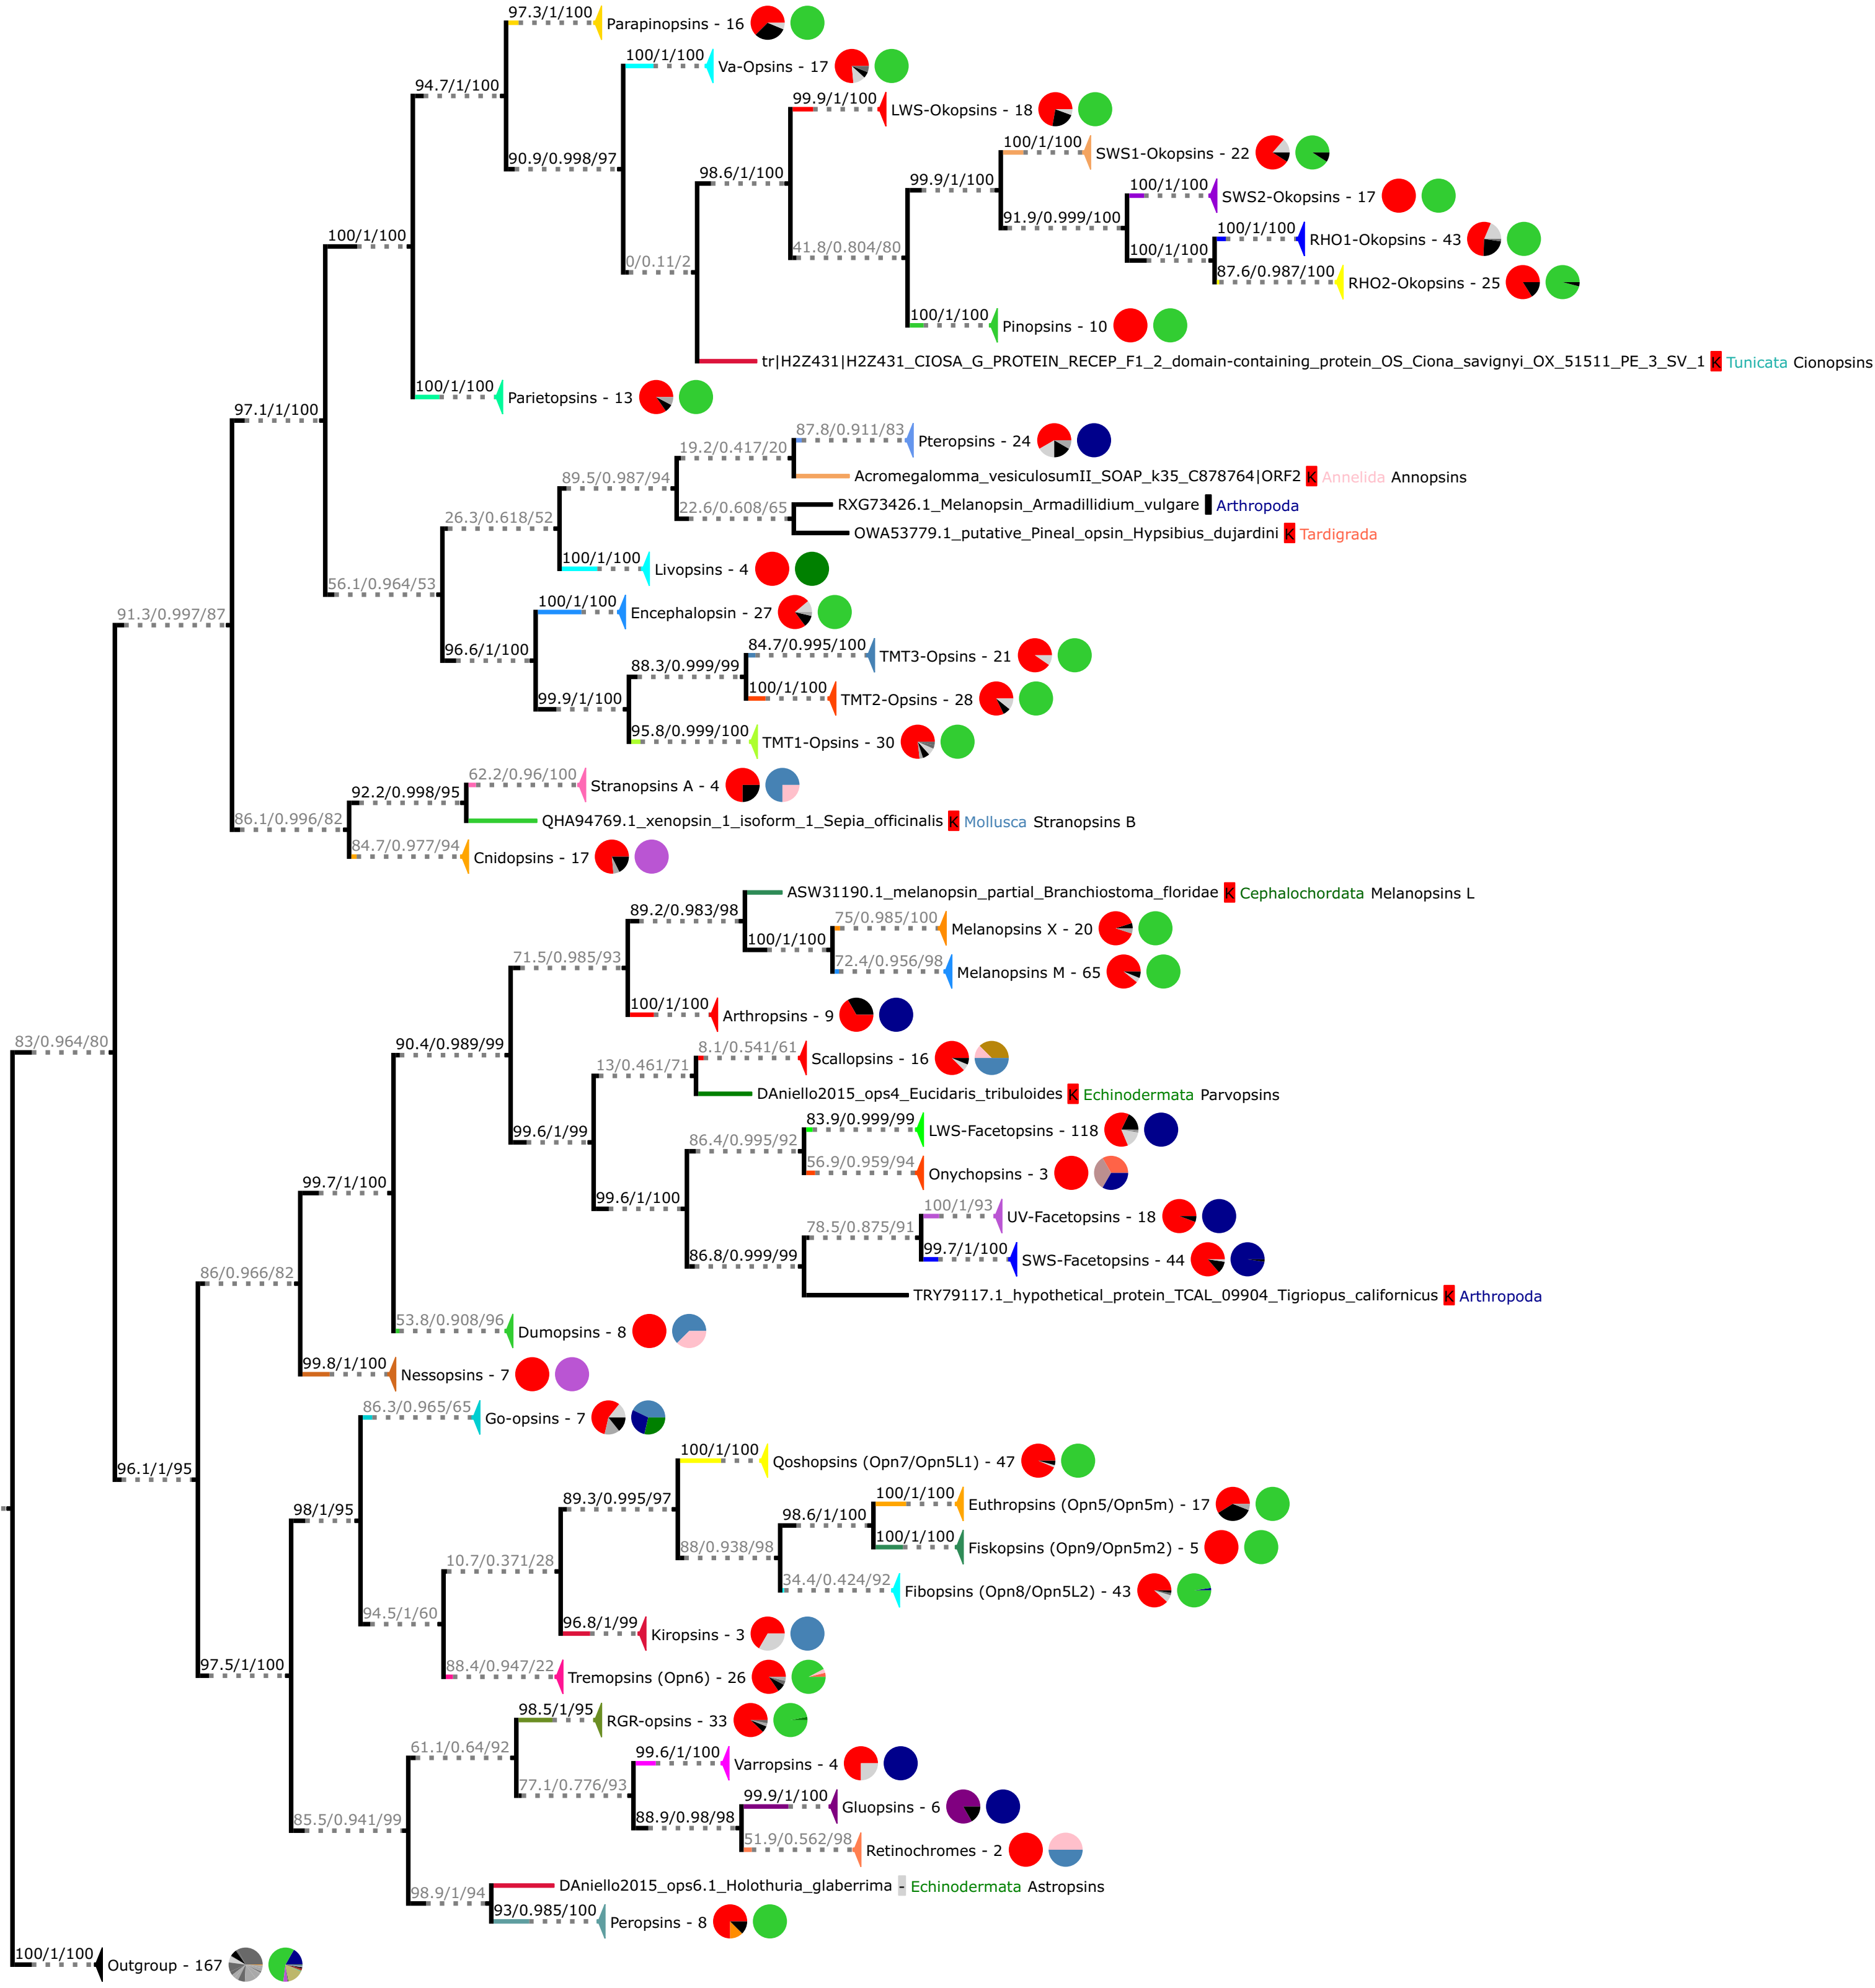 97.3/1/100
Parapinopsins - 16
100/1/100
Va-Opsins - 17
94.7/1/100
99.9/1/100
LWS-Okopsins - 18
100/1/100
SWS1-Okopsins - 22
90.9/0.998/97
98.6/1/100
99.9/1/100
100/1/100
SWS2-Okopsins - 17
91.9/0.999/100
100/1/100
RHO1-Okopsins - 43
100/1/100
41.8/0.804/80
100/1/100
0/0.11/2
87.6/0.987/100
RHO2-Okopsins - 25
100/1/100
Pinopsins - 10
tr|H2Z431|H2Z431_CIOSA_G_PROTEIN_RECEP_F1_2_domain-containing_protein_OS_Ciona_savignyi_OX_51511_PE_3_SV_1 K Tunicata Cionopsins
100/1/100
Parietopsins - 13
97.1/1/100
87.8/0.911/83
Pteropsins - 24
19.2/0.417/20
Acromegalomma_vesiculosumII_SOAP_k35_C878764|ORF2 K Annelida Annopsins
89.5/0.987/94
RXG73426.1_Melanopsin_Armadillidium_vulgare Arthropoda
22.6/0.608/65
26.3/0.618/52
OWA53779.1_putative_Pineal_opsin_Hypsibius_dujardini K Tardigrada
100/1/100
Livopsins - 4
56.1/0.964/53
100/1/100
Encephalopsin - 27
91.3/0.997/87
96.6/1/100
84.7/0.995/100
TMT3-Opsins - 21
88.3/0.999/99
100/1/100
TMT2-Opsins - 28
99.9/1/100
95.8/0.999/100
TMT1-Opsins - 30
62.2/0.96/100
Stranopsins A - 4
92.2/0.998/95
86.1/0.996/82
QHA94769.1_xenopsin_1_isoform_1_Sepia_officinalis K Mollusca Stranopsins B
84.7/0.977/94
Cnidopsins - 17
ASW31190.1_melanopsin_partial_Branchiostoma_floridae K Cephalochordata Melanopsins L
89.2/0.983/98
75/0.985/100
Melanopsins X - 20
100/1/100
71.5/0.985/93
72.4/0.956/98
Melanopsins M - 65
100/1/100
Arthropsins - 9
83/0.964/80
90.4/0.989/99
8.1/0.541/61
Scallopsins - 16
13/0.461/71
DAniello2015_ops4_Eucidaris_tribuloides K Echinodermata Parvopsins
99.6/1/99
83.9/0.999/99
LWS-Facetopsins - 118
86.4/0.995/92
56.9/0.959/94
Onychopsins - 3
99.7/1/100
99.6/1/100
100/1/93
UV-Facetopsins - 18
78.5/0.875/91
86.8/0.999/99
99.7/1/100
SWS-Facetopsins - 44
86/0.966/82
TRY79117.1_hypothetical_protein_TCAL_09904_Tigriopus_californicus K Arthropoda
53.8/0.908/96
Dumopsins - 8
99.8/1/100
Nessopsins - 7
86.3/0.965/65
Go-opsins - 7
96.1/1/95
100/1/100
Qoshopsins (Opn7/Opn5L1) - 47
98/1/95
89.3/0.995/97
100/1/100
Euthropsins (Opn5/Opn5m) - 17
98.6/1/100
88/0.938/98
100/1/100
Fiskopsins (Opn9/Opn5m2) - 5
10.7/0.371/28
34.4/0.424/92
Fibopsins (Opn8/Opn5L2) - 43
94.5/1/60
96.8/1/99
Kiropsins - 3
97.5/1/100
88.4/0.947/22
Tremopsins (Opn6) - 26
98.5/1/95
RGR-opsins - 33
61.1/0.64/92
99.6/1/100
Varropsins - 4
77.1/0.776/93
99.9/1/100
Gluopsins - 6
85.5/0.941/99
88.9/0.98/98
51.9/0.562/98
Retinochromes - 2
DAniello2015_ops6.1_Holothuria_glaberrima - Echinodermata Astropsins
98.9/1/94
93/0.985/100
Peropsins - 8
100/1/100
Outgroup - 167